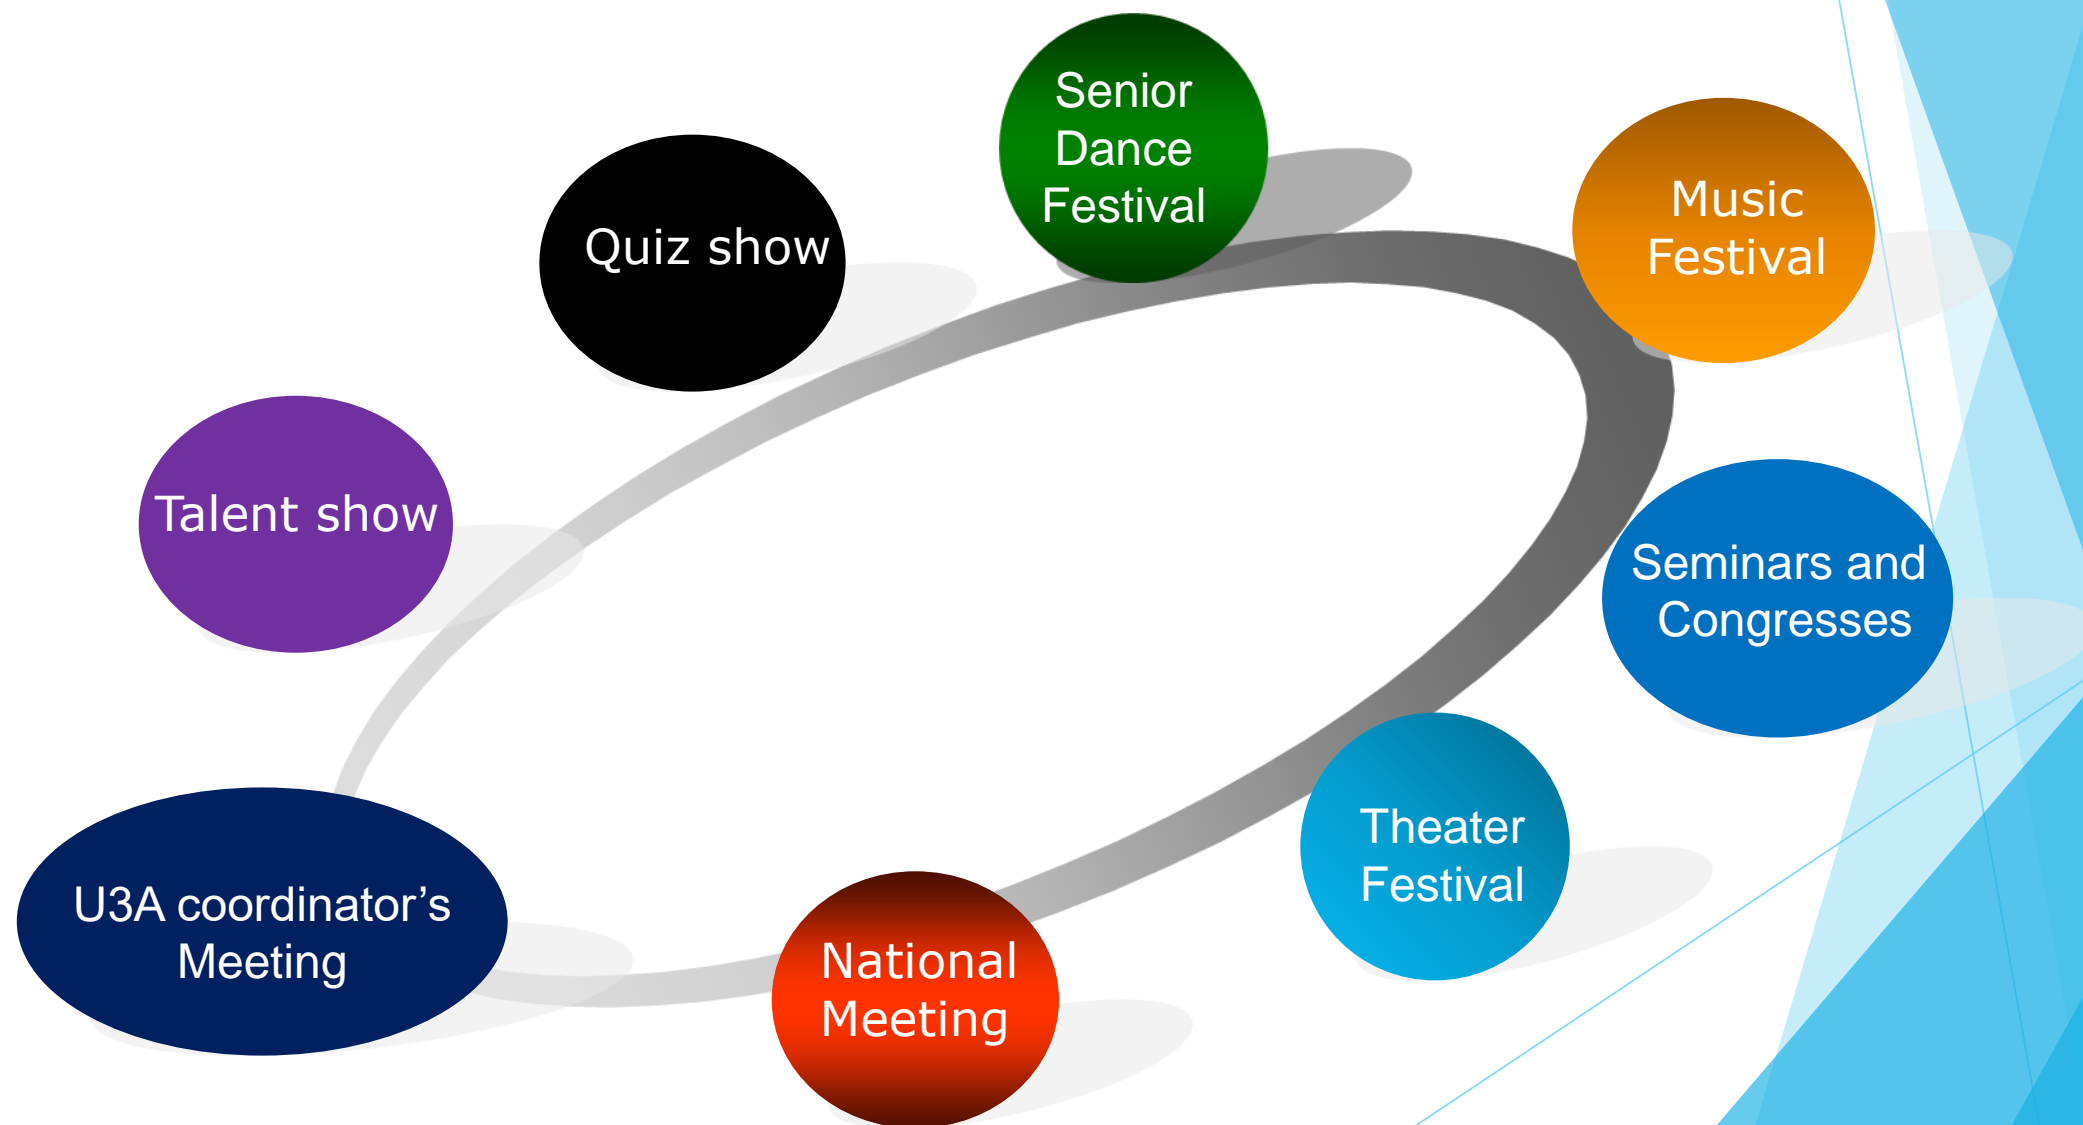 Senior
Dance
Festival
Music
Festival
Quiz show
Talent show
Seminars and
Congresses
Theater
Festival
U3A coordinator’s
Meeting
National
Meeting